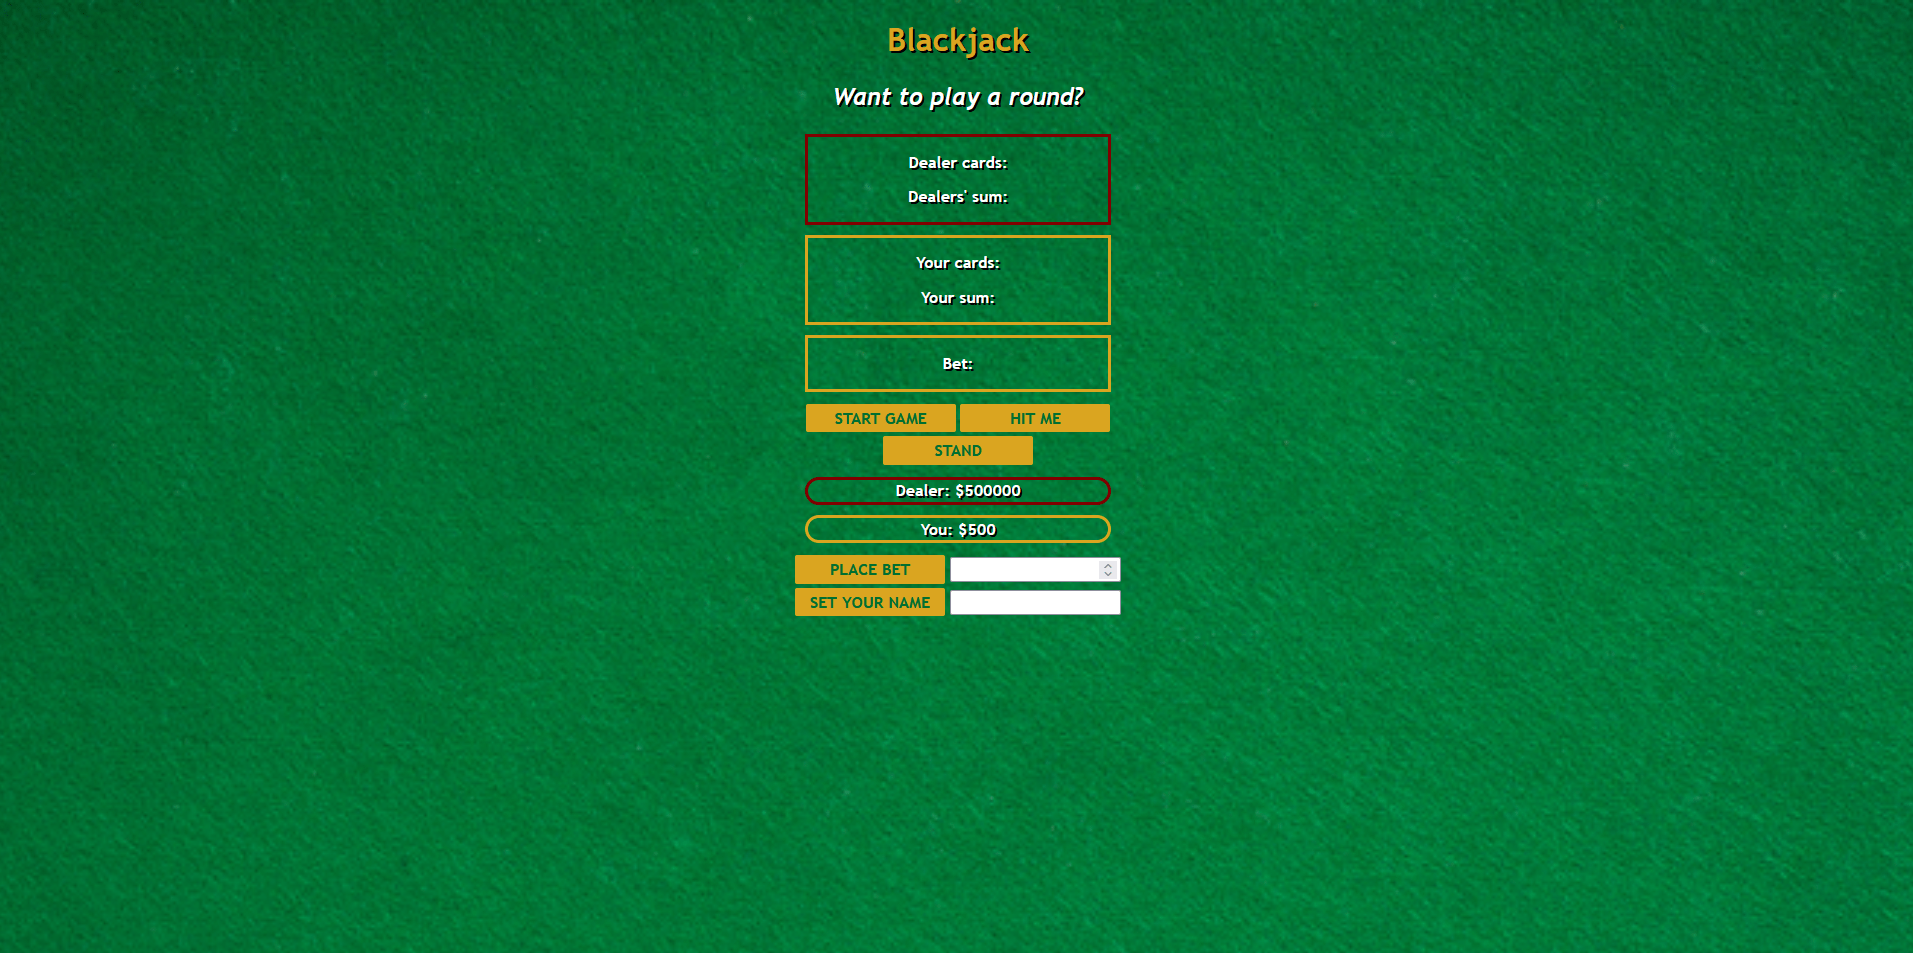 Blackjack
Want to play a round?
Dealer cards:
Dealers' sum:
Your cards:
Your sum:
Bet:
START GAME HIT ME
STAND
Dealer: $500000
You: $500
PLACE BET
SET YOUR NAME